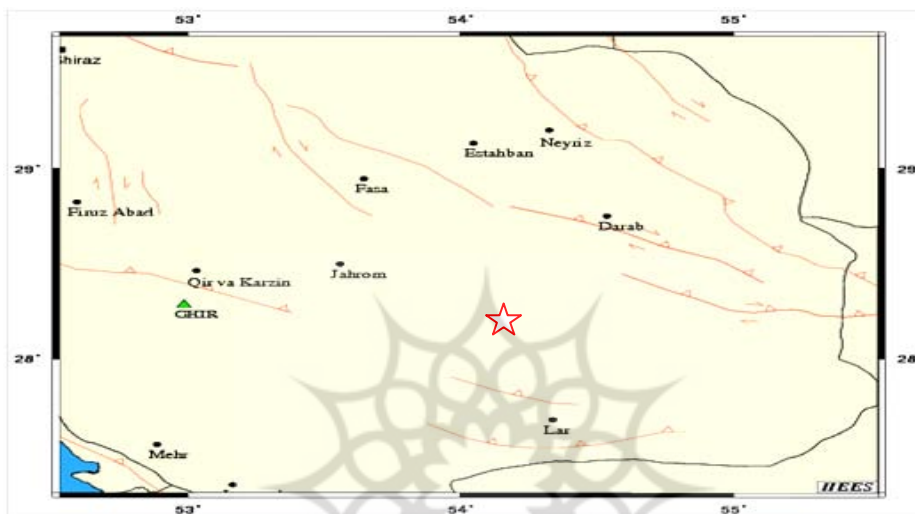 53° 54° 55°
Shiraz
Neyriz
Estahban
29° 29°
Fasa
Firuz Abad
Darab
Qir va Karzin
Jahrom
GHIR
28° 28°
Lar
Mehr
IIEES
53° 54° 55°